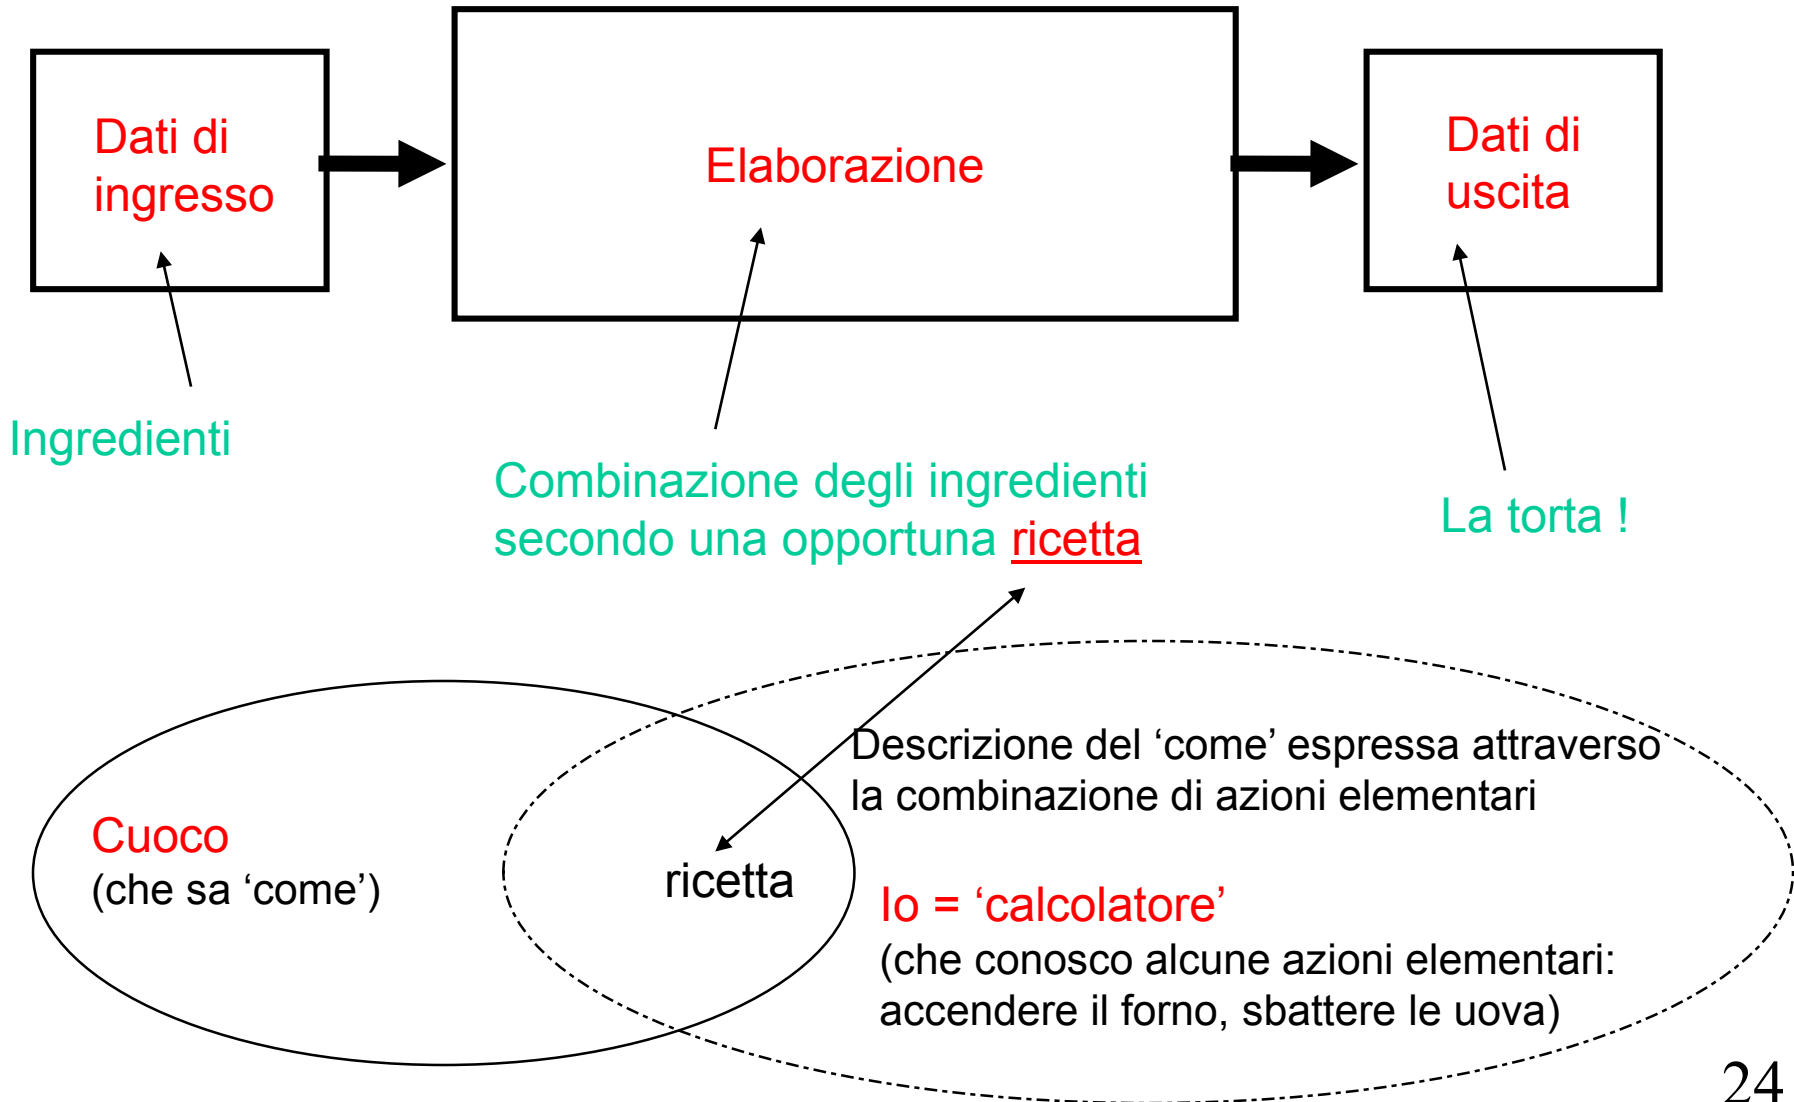 Dati di
ingresso
Elaborazione
Dati di
uscita
Ingredienti
Combinazione degli ingredienti
secondo una opportuna ricetta
La torta !
Descrizione del ‘come’ espressa attraverso
la combinazione di azioni elementari
Cuoco
(che sa ‘come’)
ricetta
Io = ‘calcolatore’
(che conosco alcune azioni elementari:
accendere il forno, sbattere le uova)
24